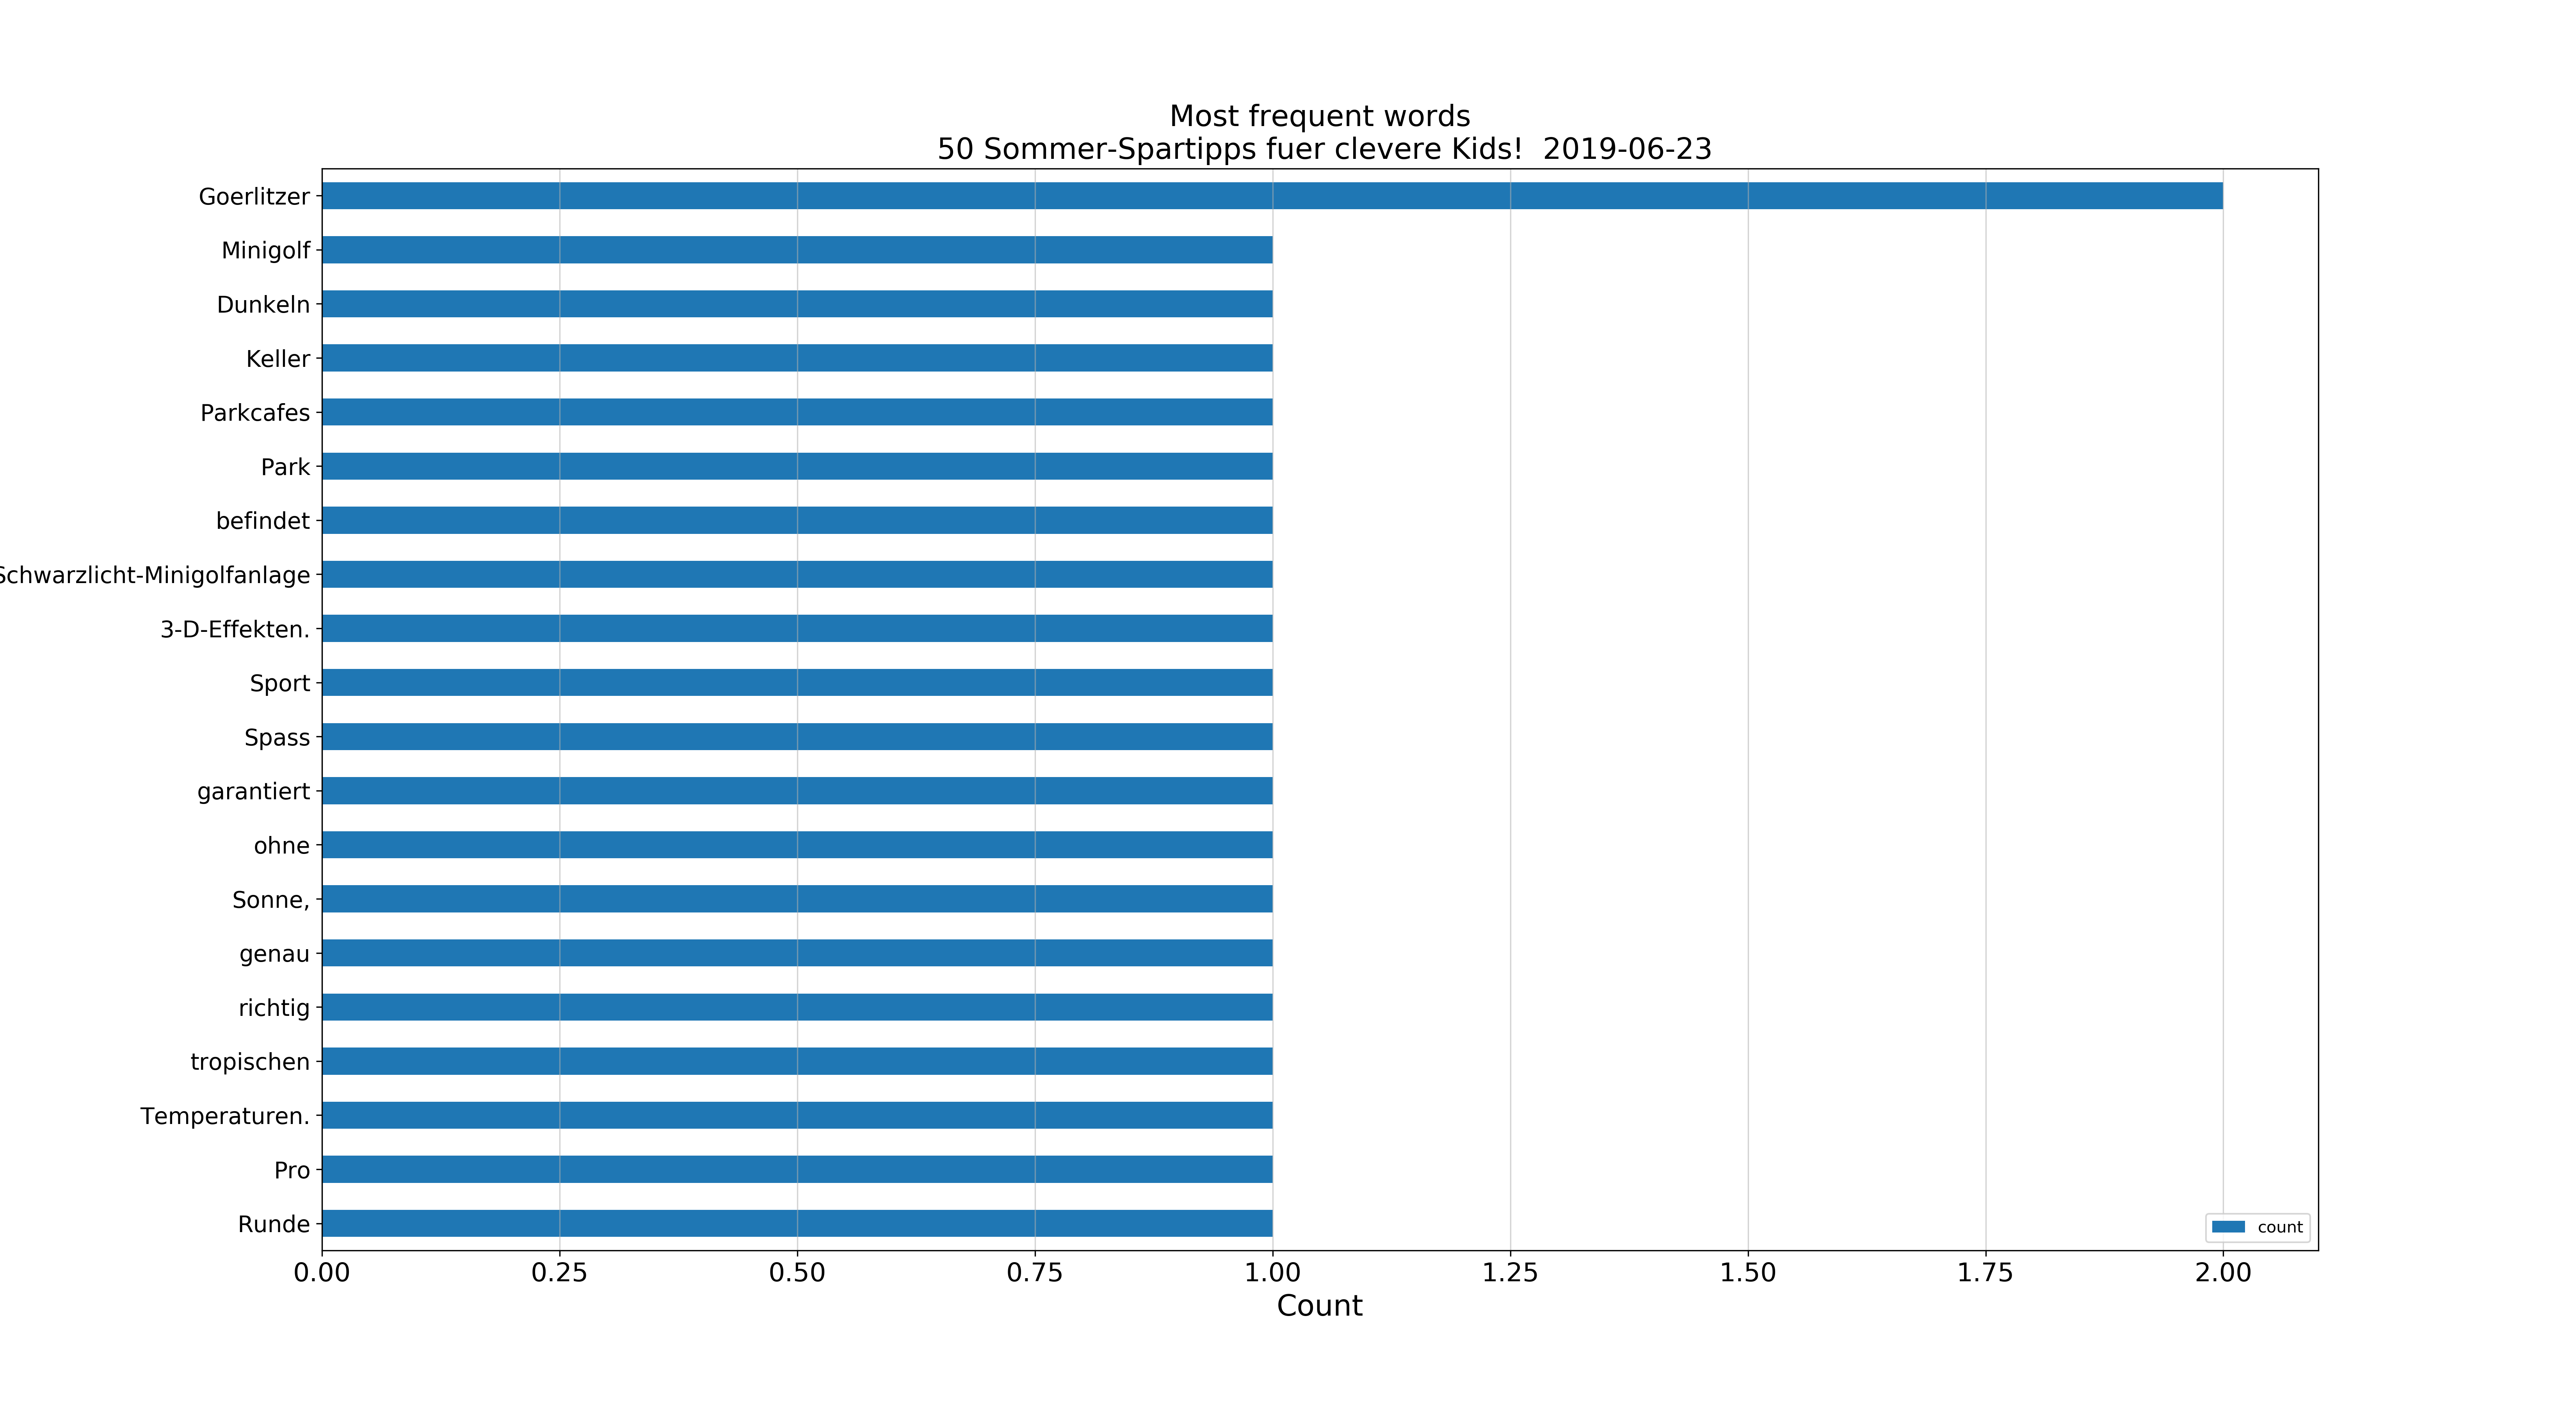 Most frequent words
50 Sommer-Spartipps fuer clevere Kids!  2019-06-23
Goerlitzer
Minigolf
Dunkeln
Keller
Parkcafes
Park
befindet
Schwarzlicht-Minigolfanlage
3-D-Effekten.
Sport
Spass
garantiert
ohne
Sonne,
genau
richtig
tropischen
Temperaturen.
Pro
Runde
count
0.00 0.25 0.50 0.75 1.00 1.25 1.50 1.75 2.00
Count